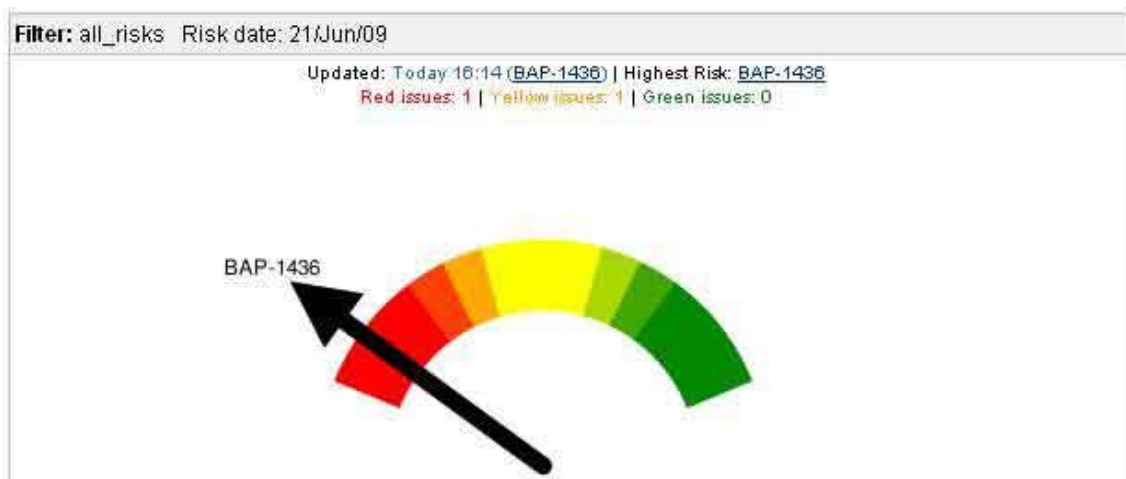 Filter: all_risks Risk date: 21/Jun/09
Updated: Today 16:14 (BAP-1436) | Highest Risk: BAP-1436
Red issues: 1 | Yellow issues: 1 | Green issues: 0
BAP-1436